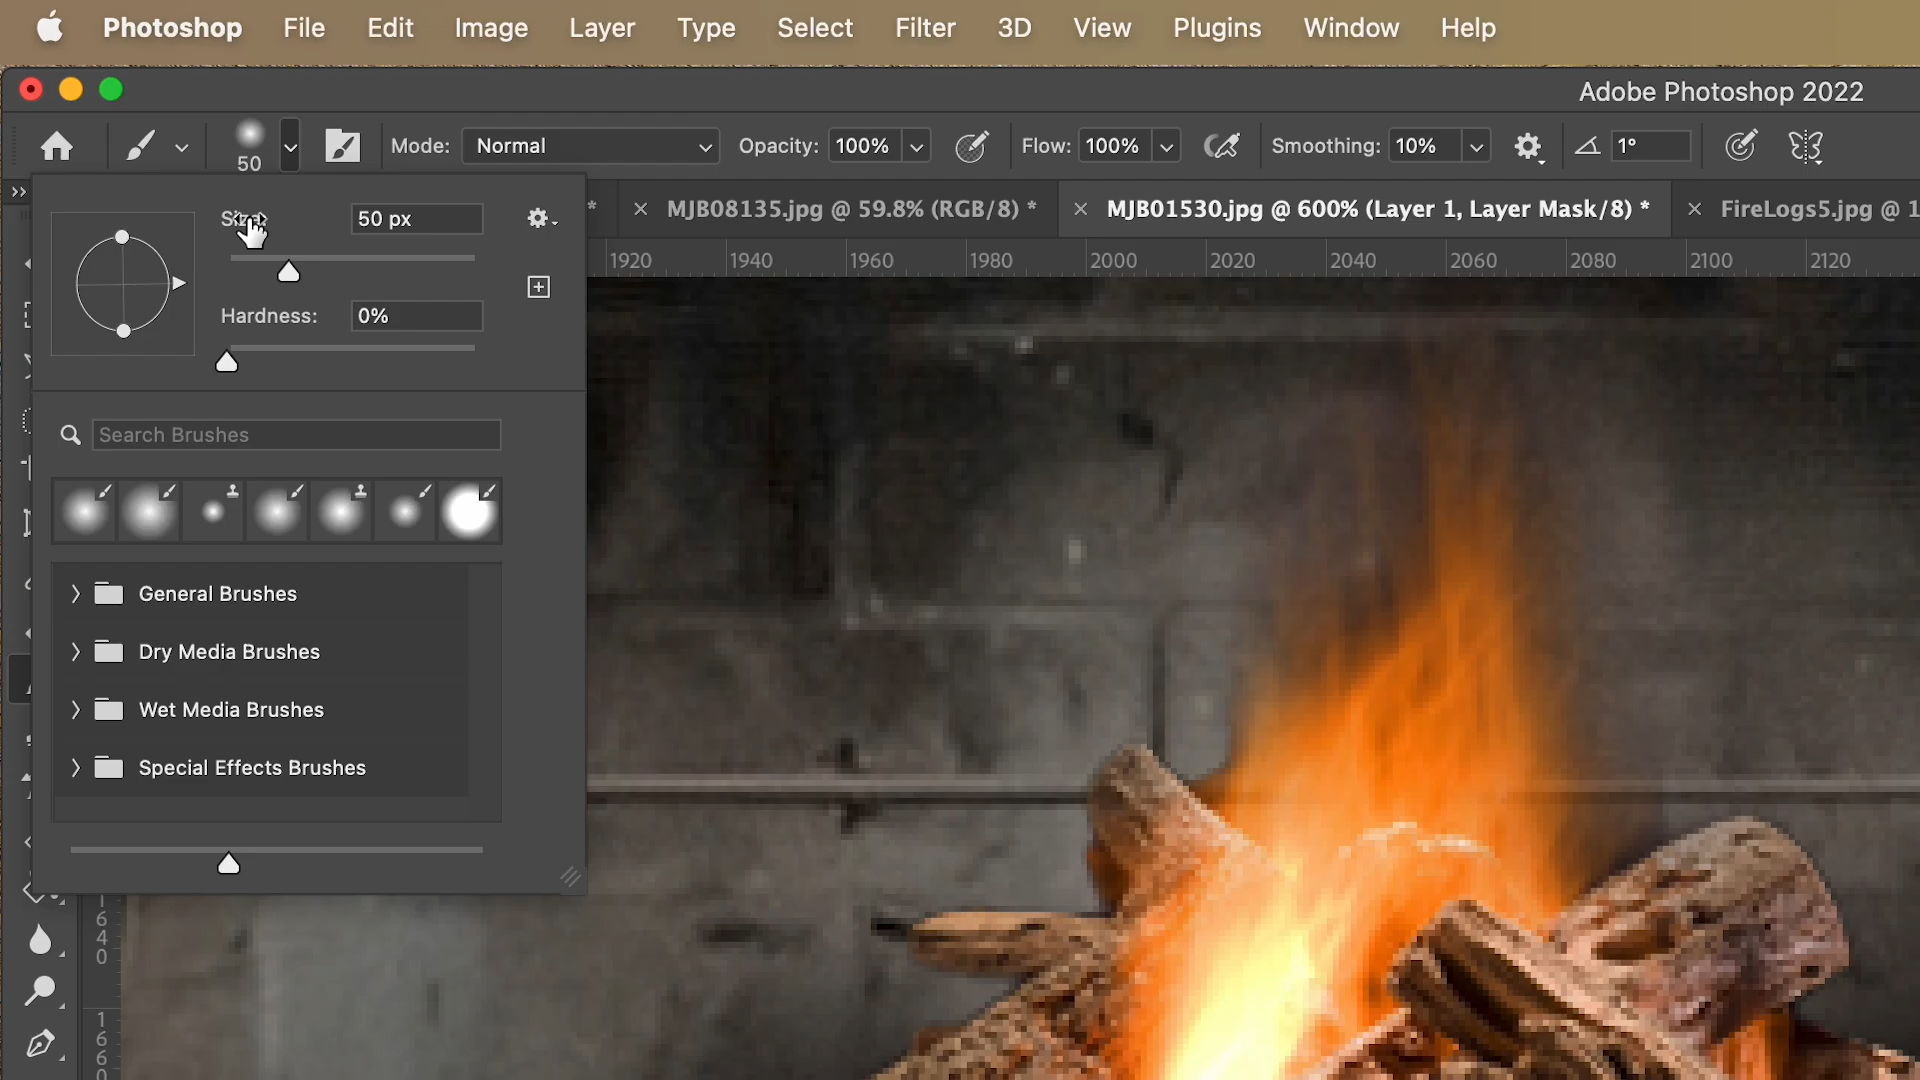 Photoshop File Edit Image Layer Type Select Filter 3D View Plugins Window Help
Adobe Photoshop 2022
50 Mode: Normal Opacity: 100% Flow: 100% Smoothing: 10% 1°
* × MJB08135.jpg @ 59.8% (RGB/8) * × MJB01530.jpg @ 600% (Layer 1, Layer Mask/8) * × FireLogs5.jpg @ 1
Size: 50 px
1920 1940 1960 1980 2000 2020 2040 2060 2080 2100 2120
Hardness: 0%
Search Brushes
General Brushes
Dry Media Brushes
Wet Media Brushes
Special Effects Brushes
1
6
4
0
1
6
6
0